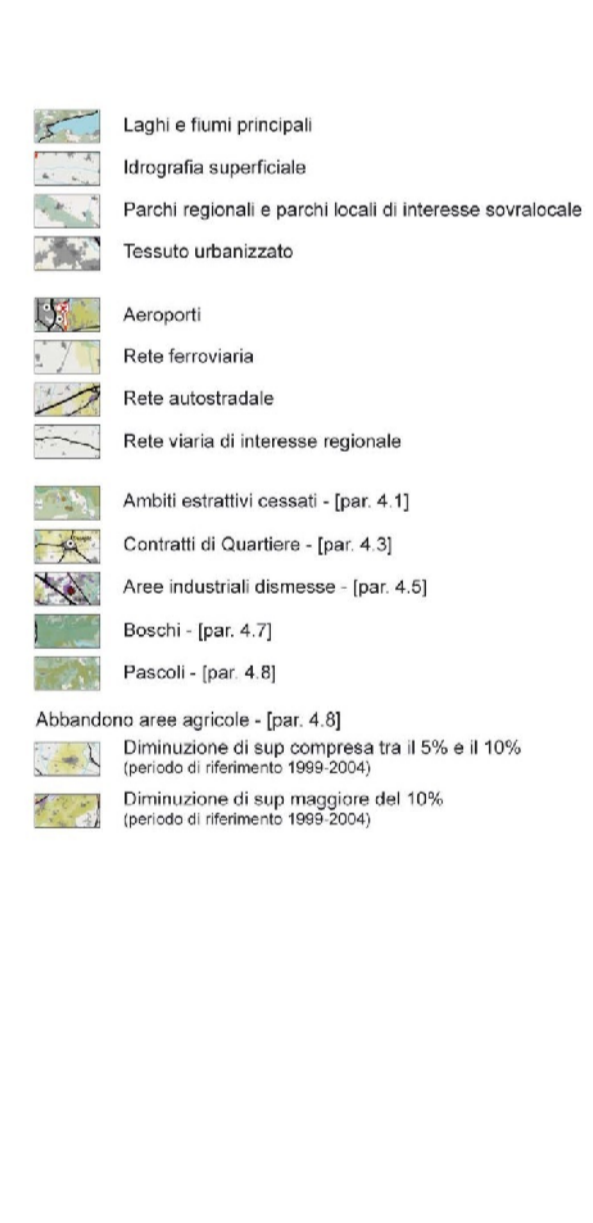 Laghi e fiumi principali
Idrografia superficiale
Parchi regionali e parchi locali di interesse sovralocale
Tessuto urbanizzato
Aeroporti
Rete ferroviaria
Rete autostradale
Rete viaria di interesse regionale
Ambiti estrattivi cessati - [par. 4.1]
Contratti di Quartiere - [par. 4.3]
Aree industriali dismesse - [par. 4.5]
Boschi - [par. 4.7]
Pascoli - [par. 4.8]
Abbandono aree agricole - [par. 4.8]
Diminuzione di sup compresa tra il 5% e il 10%
(periodo di riferimento 1999-2004)
Diminuzione di sup maggiore del 10%
(periodo di riferimento 1999-2004)